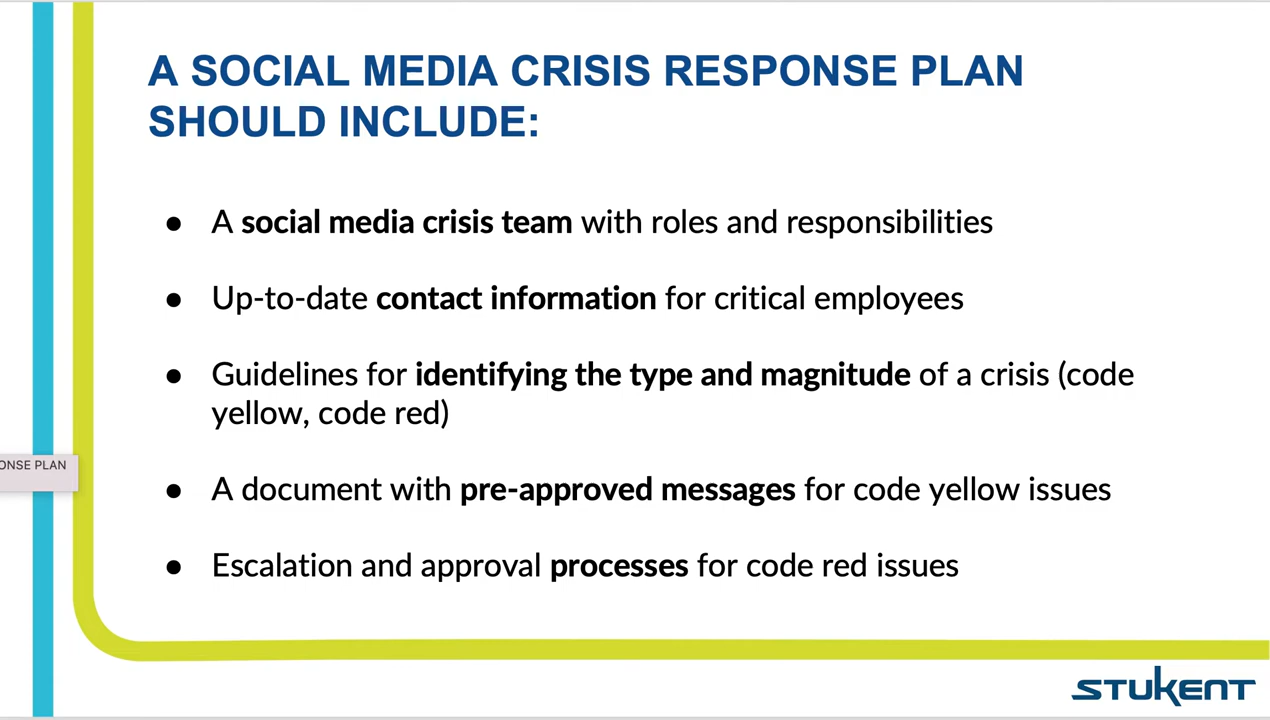 A SOCIAL MEDIA CRISIS RESPONSE PLAN
SHOULD INCLUDE:
● A social media crisis team with roles and responsibilities
● Up-to-date contact information for critical employees
● Guidelines for identifying the type and magnitude of a crisis (code
yellow, code red)
ONSE PLAN
● A document with pre-approved messages for code yellow issues
● Escalation and approval processes for code red issues
STUKENT